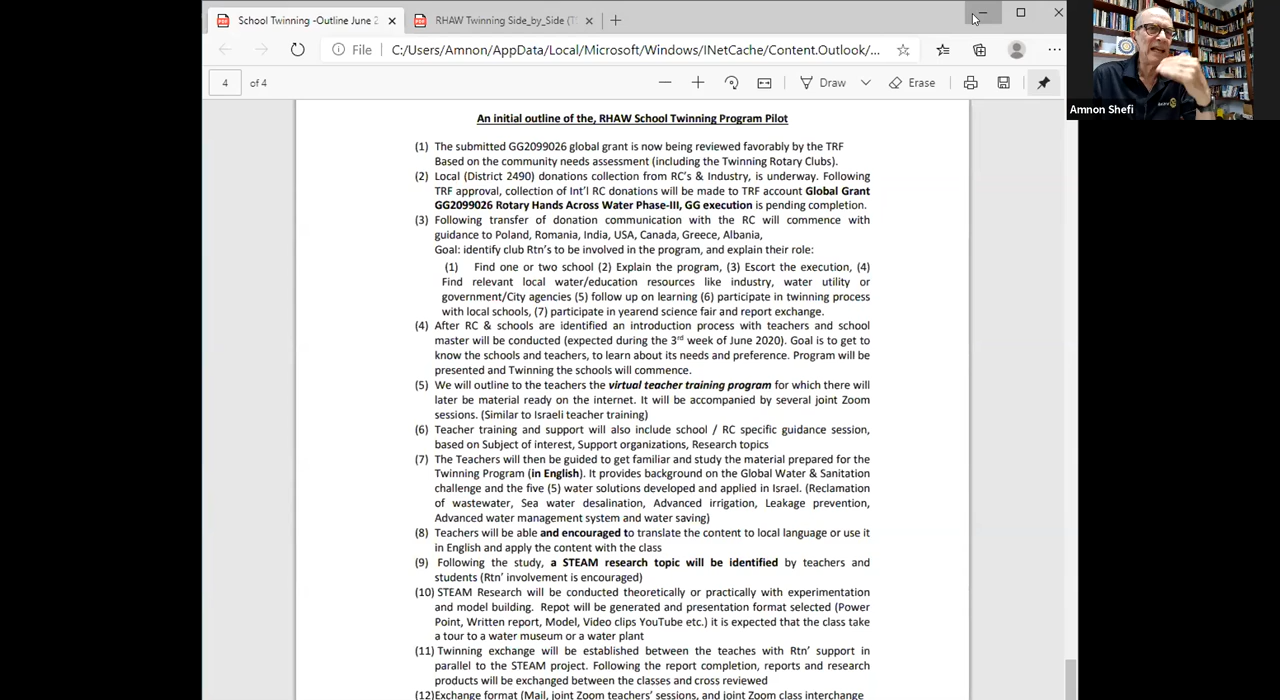 School Twinning -Outline June 2
RHAW Twinning Side_by_Side (T
File
C:/Users/Amnon/AppData/Local/Microsoft/Windows/INetCache/Content.Outlook/...
4 of 4
Draw
Erase
Amnon Shefi
An initial outline of the, RHAW School Twinning Program Pilot
(1) The submitted GG2099026 global grant is now being reviewed favorably by the TRF
Based on the community needs assessment (including the Twinning Rotary Clubs).
(2) Local (District 2490) donations collection from RC's & Industry, is underway. Following
TRF approval, collection of Int'l RC donations will be made to TRF account Global Grant
GG2099026 Rotary Hands Across Water Phase-III, GG execution is pending completion.
(3) Following transfer of donation communication with the RC will commence with
guidance to Poland, Romania, India, USA, Canada, Greece, Albania,
Goal: identify club Rtn's to be involved in the program, and explain their role:
(1) Find one or two school (2) Explain the program, (3) Escort the execution, (4)
Find relevant local water/education resources like industry, water utility or
government/City agencies (5) follow up on learning (6) participate in twinning process
with local schools, (7) participate in yearend science fair and report exchange.
(4) After RC & schools are identified an introduction process with teachers and school
master will be conducted (expected during the 3rd week of June 2020). Goal is to get to
know the schools and teachers, to learn about its needs and preference. Program will be
presented and Twinning the schools will commence.
(5) We will outline to the teachers the virtual teacher training program for which there will
later be material ready on the internet. It will be accompanied by several joint Zoom
sessions. (Similar to Israeli teacher training)
(6) Teacher training and support will also include school / RC specific guidance session,
based on Subject of interest, Support organizations, Research topics
(7) The Teachers will then be guided to get familiar and study the material prepared for the
Twinning Program (in English). It provides background on the Global Water & Sanitation
challenge and the five (5) water solutions developed and applied in Israel. (Reclamation
of wastewater, Sea water desalination, Advanced irrigation, Leakage prevention,
Advanced water management system and water saving)
(8) Teachers will be able and encouraged to translate the content to local language or use it
in English and apply the content with the class
(9) Following the study, a STEAM research topic will be identified by teachers and
students (Rtn' involvement is encouraged)
(10) STEAM Research will be conducted theoretically or practically with experimentation
and model building. Repot will be generated and presentation format selected (Power
Point, Written report, Model, Video clips YouTube etc.) it is expected that the class take
a tour to a water museum or a water plant
(11) Twinning exchange will be established between the teaches with Rtn' support in
parallel to the STEAM project. Following the report completion, reports and research
products will be exchanged between the classes and cross reviewed
(12)Exchange format (Mail, joint Zoom teachers' sessions, and joint Zoom class interchange